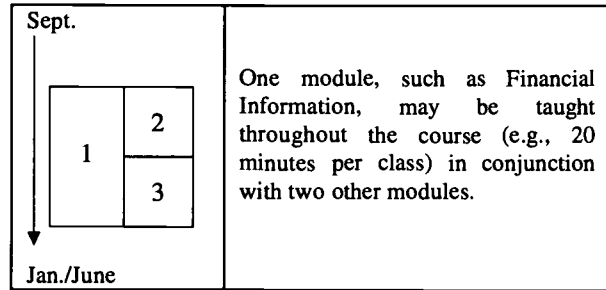 Sept.
1
2
3
Jan./June
One module, such as Financial
Information, may be taught
throughout the course (e.g., 20
minutes per class) in conjunction
with two other modules.